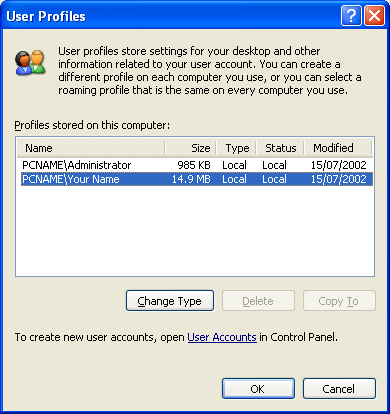 User Profiles
User profiles store settings for your desktop and other
information related to your user account. You can create a
different profile on each computer you use, or you can select a
roaming profile that is the same on every computer you use.
Profiles stored on this computer:
Name Size Type Status Modified
PCNAME\Administrator 985 KB Local Local 15/07/2002
PCNAME\Your Name 14.9 MB Local Local 15/07/2002
Change Type Delete Copy To
To create new user accounts, open User Accounts in Control Panel.
OK Cancel